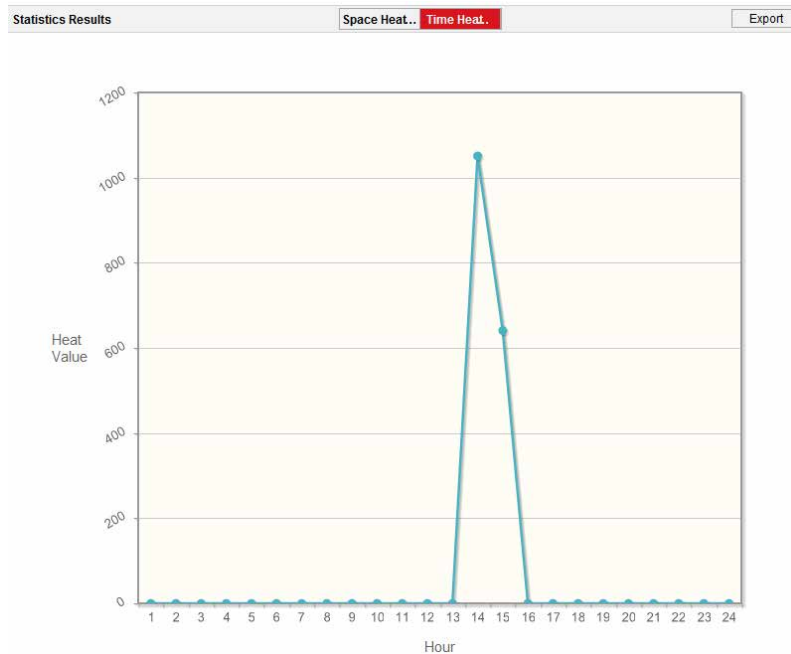 Statistics Results Space Heat... Time Heat.. Export
1200
1000
800
Heat
Value
600
400
200
0
1 2 3 4 5 6 7 8 9 10 11 12 13 14 15 16 17 18 19 20 21 22 23 24
Hour